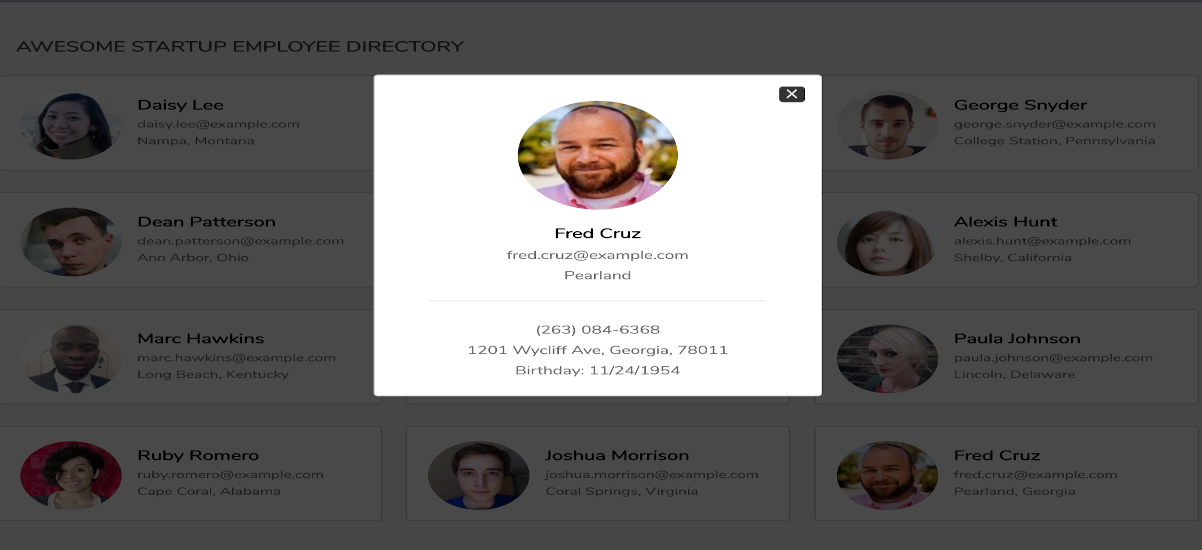 AWESOME STARTUP EMPLOYEE DIRECTORY
Daisy Lee
daisy.lee@example.com
Nampa, Montana
George Snyder
george.snyder@example.com
College Station, Pennsylvania
Dean Patterson
dean.patterson@example.com
Ann Arbor, Ohio
Alexis Hunt
alexis.hunt@example.com
Shelby, California
Marc Hawkins
marc.hawkins@example.com
Long Beach, Kentucky
Paula Johnson
paula.johnson@example.com
Lincoln, Delaware
Ruby Romero
ruby.romero@example.com
Cape Coral, Alabama
Joshua Morrison
joshua.morrison@example.com
Coral Springs, Virginia
Fred Cruz
fred.cruz@example.com
Pearland, Georgia
X
Fred Cruz
fred.cruz@example.com
Pearland
(263) 084-6368
1201 Wycliff Ave, Georgia, 78011
Birthday: 11/24/1954